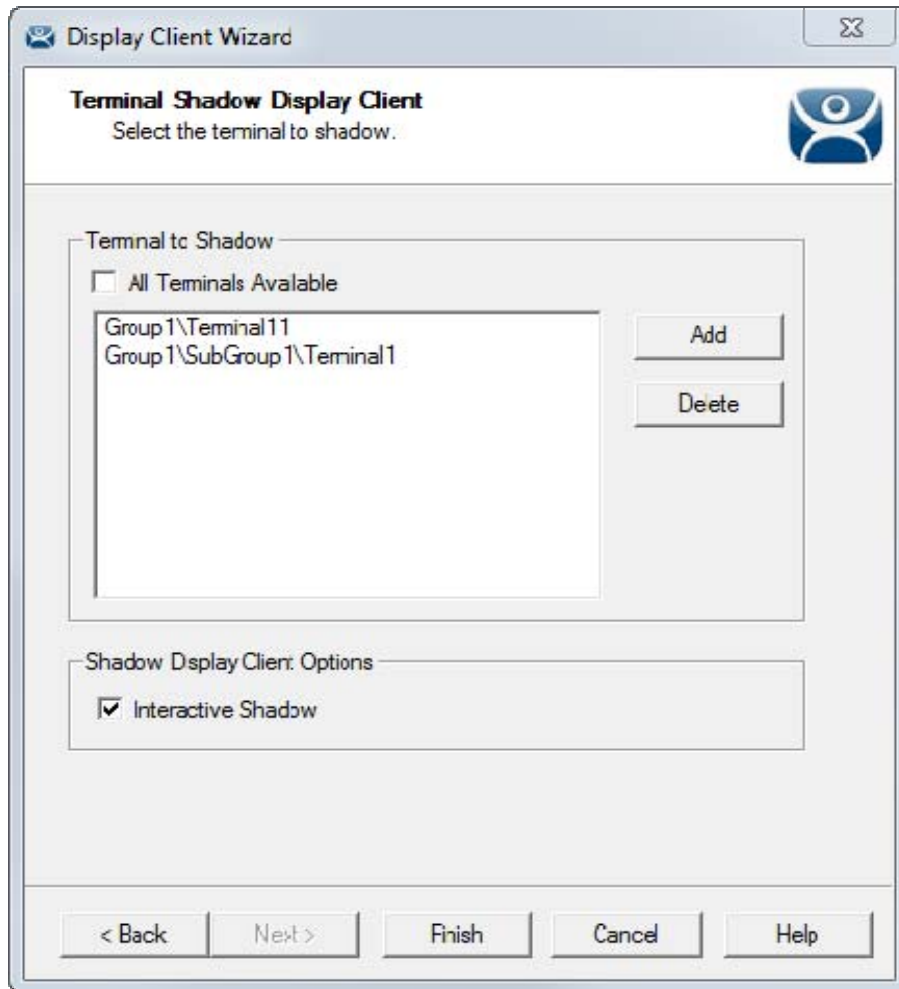 Display Client Wizard
Terminal Shadow Display Client
Select the terminal to shadow.
Terminal to Shadow
All Terminals Available
Group1\Terminal11
Group1\SubGroup1\Terminal1
Add
Delete
Shadow Display Client Options
Interactive Shadow
< Back
Next >
Finish
Cancel
Help